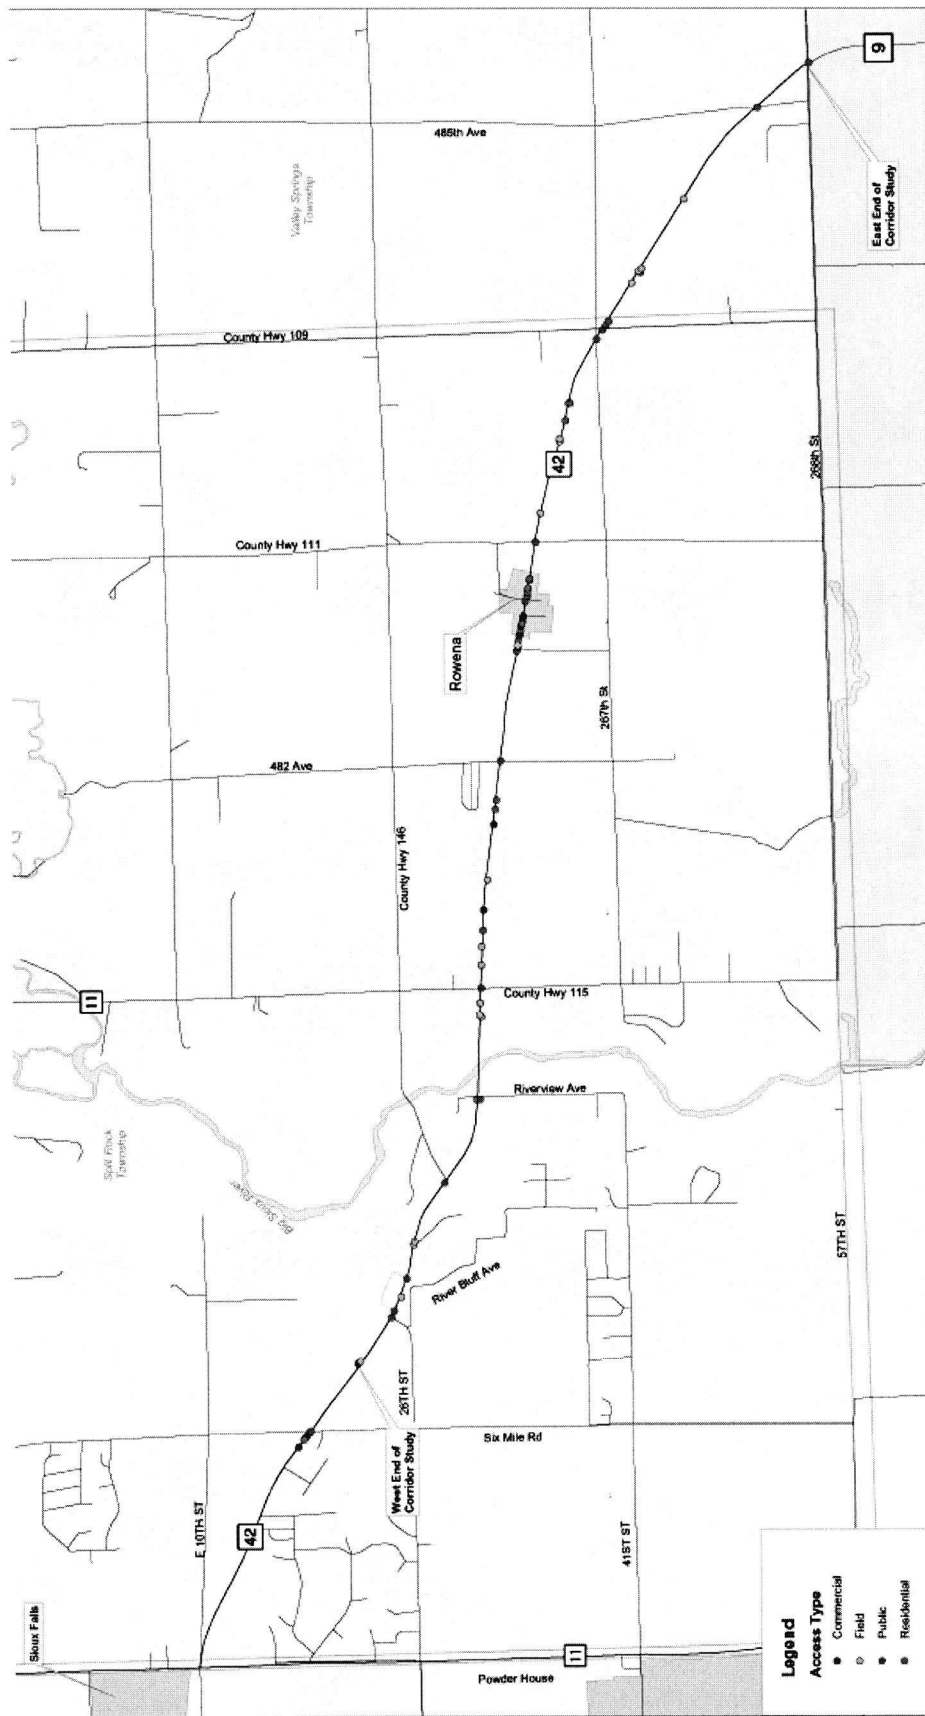 Sioux Falls
E 10TH ST
42
11
Powder House
West End of
Corridor Study
26TH ST
Six Mile Rd
41ST ST
57TH ST
River Bluff Ave
Big Sioux River
Split Rock
Township
Riverview Ave
11
County Hwy 115
County Hwy 146
482 Ave
267th St
Rowena
County Hwy 111
42
268th St
County Hwy 109
Valley Springs
Township
485th Ave
East End of
Corridor Study
9
Legend
Access Type
Commercial
Field
Public
Residential